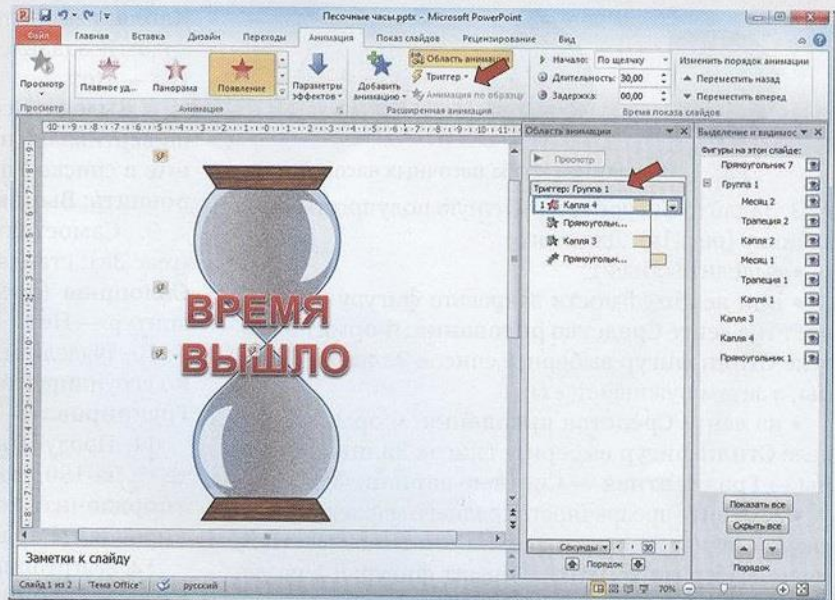 Песочные часы.pptx - Microsoft PowerPoint
Файл Главная Вставка Дизайн Переходы Анимация Показ слайдов Рецензирование Вид
Просмотр
Просмотр
Плавное уд... Панорама Появление
Параметры эффектов
Анимация
Добавить анимацию
Область анимации
Триггер
Анимация по образцу
Расширенная анимация
Начало: По щелчку
Длительность: 30,00
Задержка: 00,00
Изменить порядок анимации
Переместить назад
Переместить вперед
Время показа слайдов
ВРЕМЯ
ВЫШЛО
Область анимации
Просмотр
Триггер: Группа 1
1 Капля 4
Прямоугольн...
Капля 3
Прямоугольн...
Секунды 30
Порядок
Выделение и видимос
Фигуры на этом слайде:
Прямоугольник 7
Группа 1
Месяц 2
Трапеция 2
Капля 2
Месяц 1
Трапеция 1
Капля 1
Капля 3
Капля 4
Прямоугольник 1
Показать все
Скрыть все
Порядок
Заметки к слайду
Слайд 1 из 2 "Тема Office" русский 70%